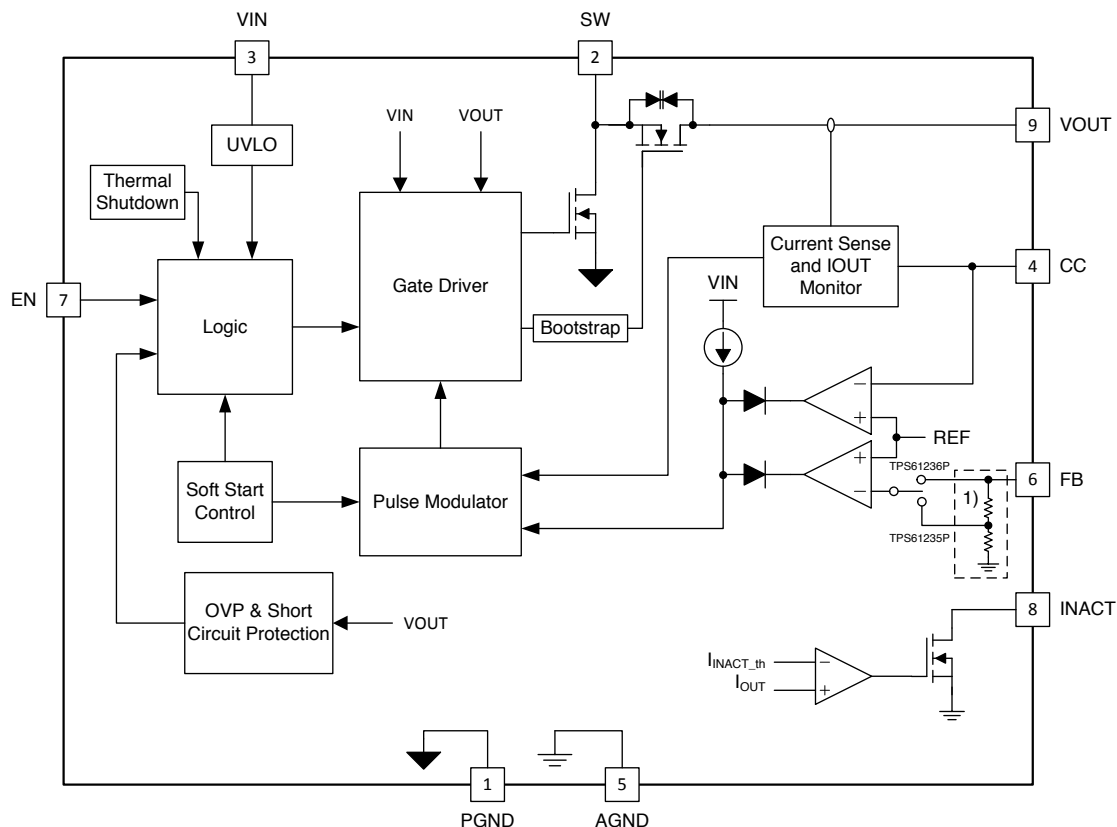 VIN
3
SW
2
VIN
VOUT
9
VOUT
UVLO
Thermal
Shutdown
Current Sense
and IOUT
Monitor
4
CC
EN
7
Logic
Gate Driver
VIN
Bootstrap
−
+
REF
+
−
TPS61236P
6
FB
1)
TPS61235P
Soft Start
Control
Pulse Modulator
OVP & Short
Circuit Protection
VOUT
8
INACT
IINACT_th
−
IOUT
+
1
PGND
5
AGND